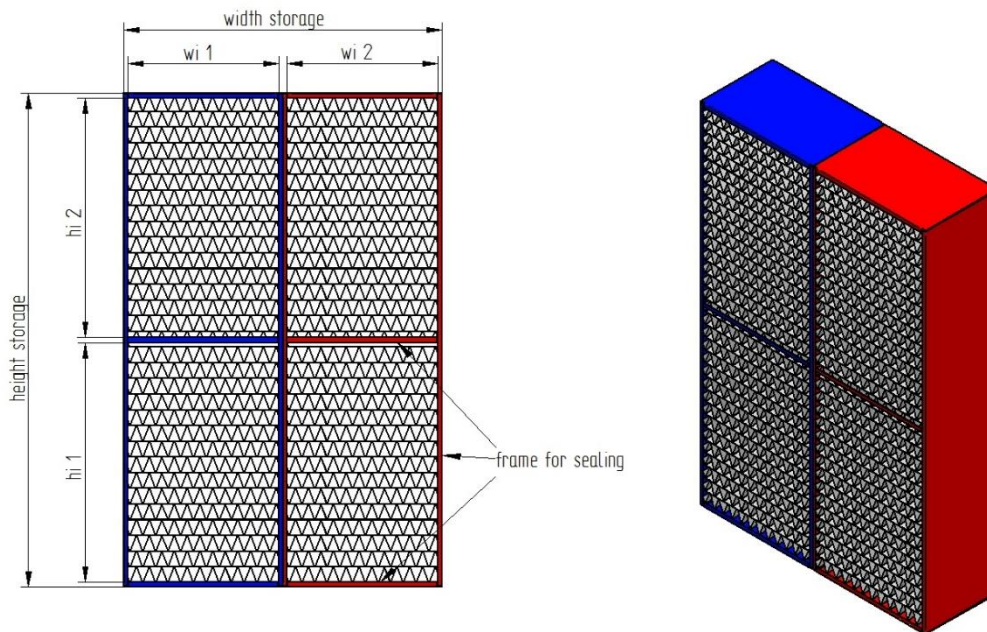 width storage
wi 1
wi 2
height storage
hi 2
hi 1
frame for sealing